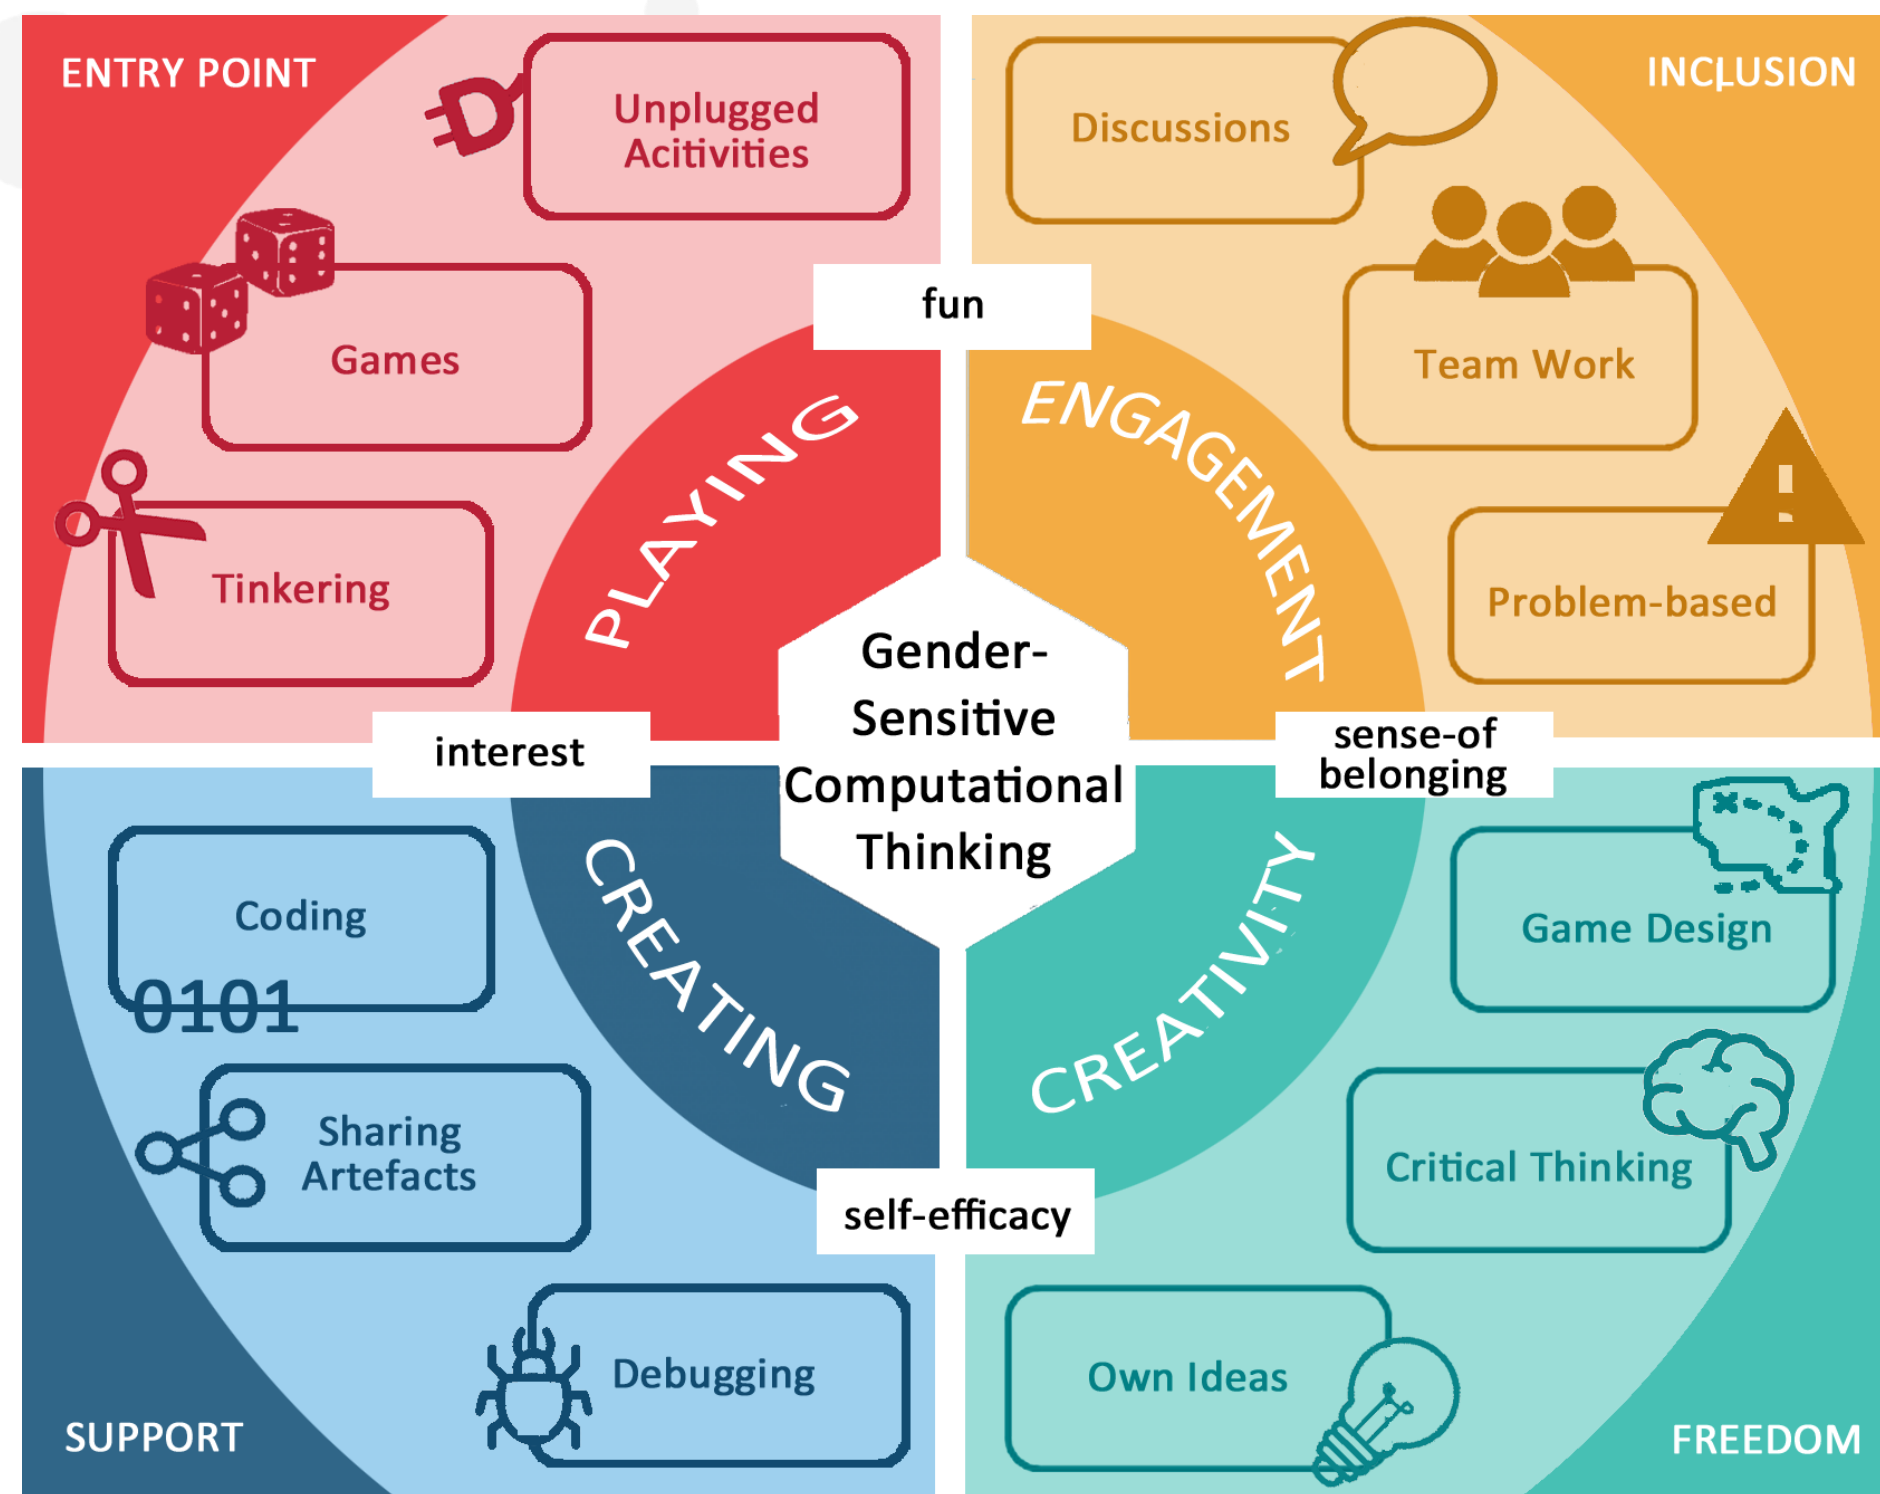 ENTRY POINT
Unplugged
Acitivities
Games
Tinkering
PLAYING
INCLUSION
Discussions
Team Work
Problem-based
ENGAGEMENT
fun
interest
Gender-
Sensitive
Computational
Thinking
sense-of
belonging
self-efficacy
CREATING
Coding
0101
Sharing
Artefacts
Debugging
SUPPORT
CREATIVITY
Game Design
Critical Thinking
Own Ideas
FREEDOM